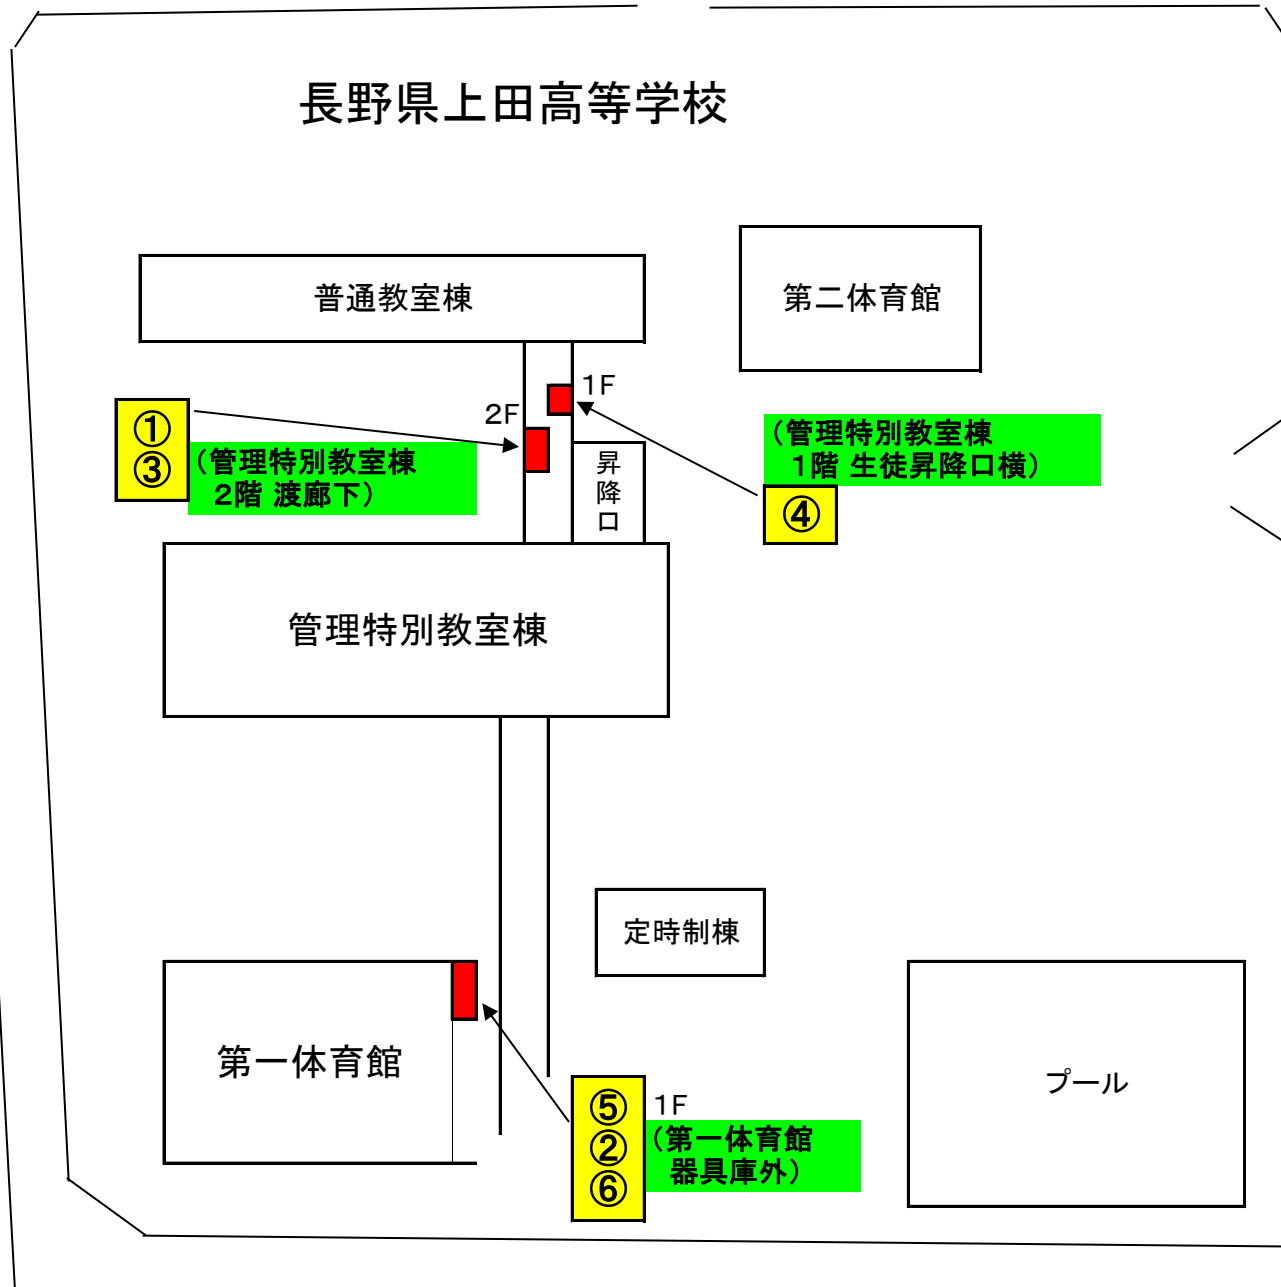 長野県上田高等学校
普通教室棟
第二体育館
1F
2F
①
③
（管理特別教室棟
2階 渡廊下）
昇
降
口
（管理特別教室棟
1階 生徒昇降口横）
④
管理特別教室棟
定時制棟
第一体育館
プール
⑤
②
⑥
1F
（第一体育館
器具庫外）